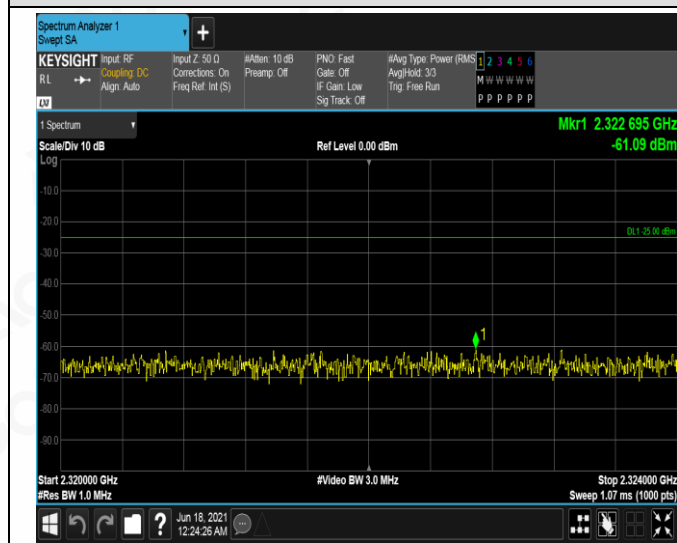 Spectrum Analyzer 1
Swept SA
+
KEYSIGHT Input: RF Input Z: 50 Ω #Atten: 10 dB PNO: Fast #Avg Type: Power (RMS 1 2 3 4 5 6
RL Coupling: DC Corrections: On Preamp: Off Gate: Off Avg|Hold: 3/3 M W W W W W
Align: Auto Freq Ref: Int (S) IF Gain: Low Trig: Free Run
Sig Track: Off P P P P P P
LXI
1 Spectrum Mkr1 2.322 695 GHz
Scale/Div 10 dB Ref Level 0.00 dBm -61.09 dBm
Log
-10.0
-20.0
DL1 -25.00 dBm
-30.0
-40.0
-50.0
1
-60.0
-70.0
-80.0
-90.0
Start 2.320000 GHz #Video BW 3.0 MHz Stop 2.324000 GHz
#Res BW 1.0 MHz Sweep 1.07 ms (1000 pts)
? Jun 18, 2021
12:24:26 AM